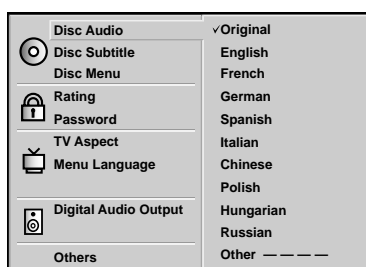 Disc Audio
Disc Subtitle
Disc Menu
Rating
Password
TV Aspect
Menu Language
Digital Audio Output
Others
✓Original
English
French
German
Spanish
Italian
Chinese
Polish
Hungarian
Russian
Other — — — —